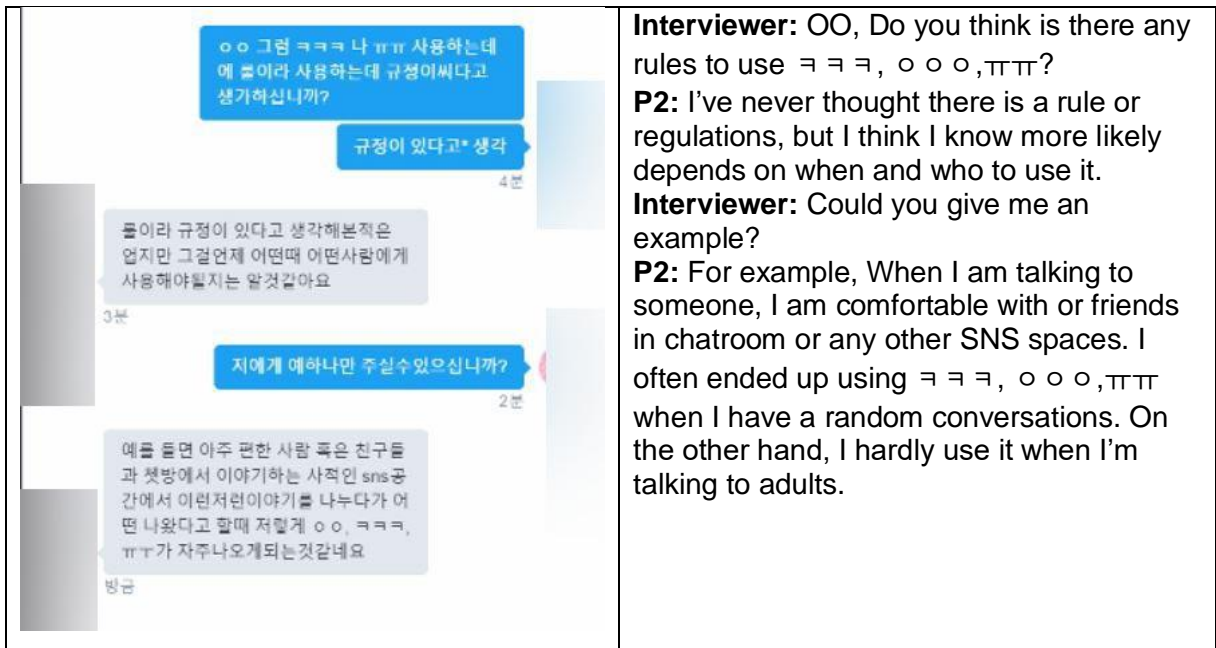 ㅇㅇ 그럼 ㅋㅋㅋ 나 ㅠㅠ 사용하는데
에 룰이라 사용하는데 규정이씨다고
생가하십니까?
규정이 있다고* 생각
4분
룰이라 규정이 있다고 생각해본적은
업지만 그걸언제 어떤때 어떤사람에게
사용해야될지는 알것같아요
3분
저에게 예하나만 주실수있으십니까?
2분
예를 들면 아주 편한 사람 혹은 친구들
과 쳇방에서 이야기하는 사적인 sns공
간에서 이런저런이야기를 나누다가 어
떤 나왔다고 할때 저렇게 ㅇㅇ, ㅋㅋㅋ,
ㅠㅜ가 자주나오게되는것같네요
방금
Interviewer: OO, Do you think is there any
rules to use ㅋㅋㅋ, ㅇㅇㅇ,ㅠㅠ?
P2: I’ve never thought there is a rule or
regulations, but I think I know more likely
depends on when and who to use it.
Interviewer: Could you give me an
example?
P2: For example, When I am talking to
someone, I am comfortable with or friends
in chatroom or any other SNS spaces. I
often ended up using ㅋㅋㅋ, ㅇㅇㅇ,ㅠㅠ
when I have a random conversations. On
the other hand, I hardly use it when I’m
talking to adults.